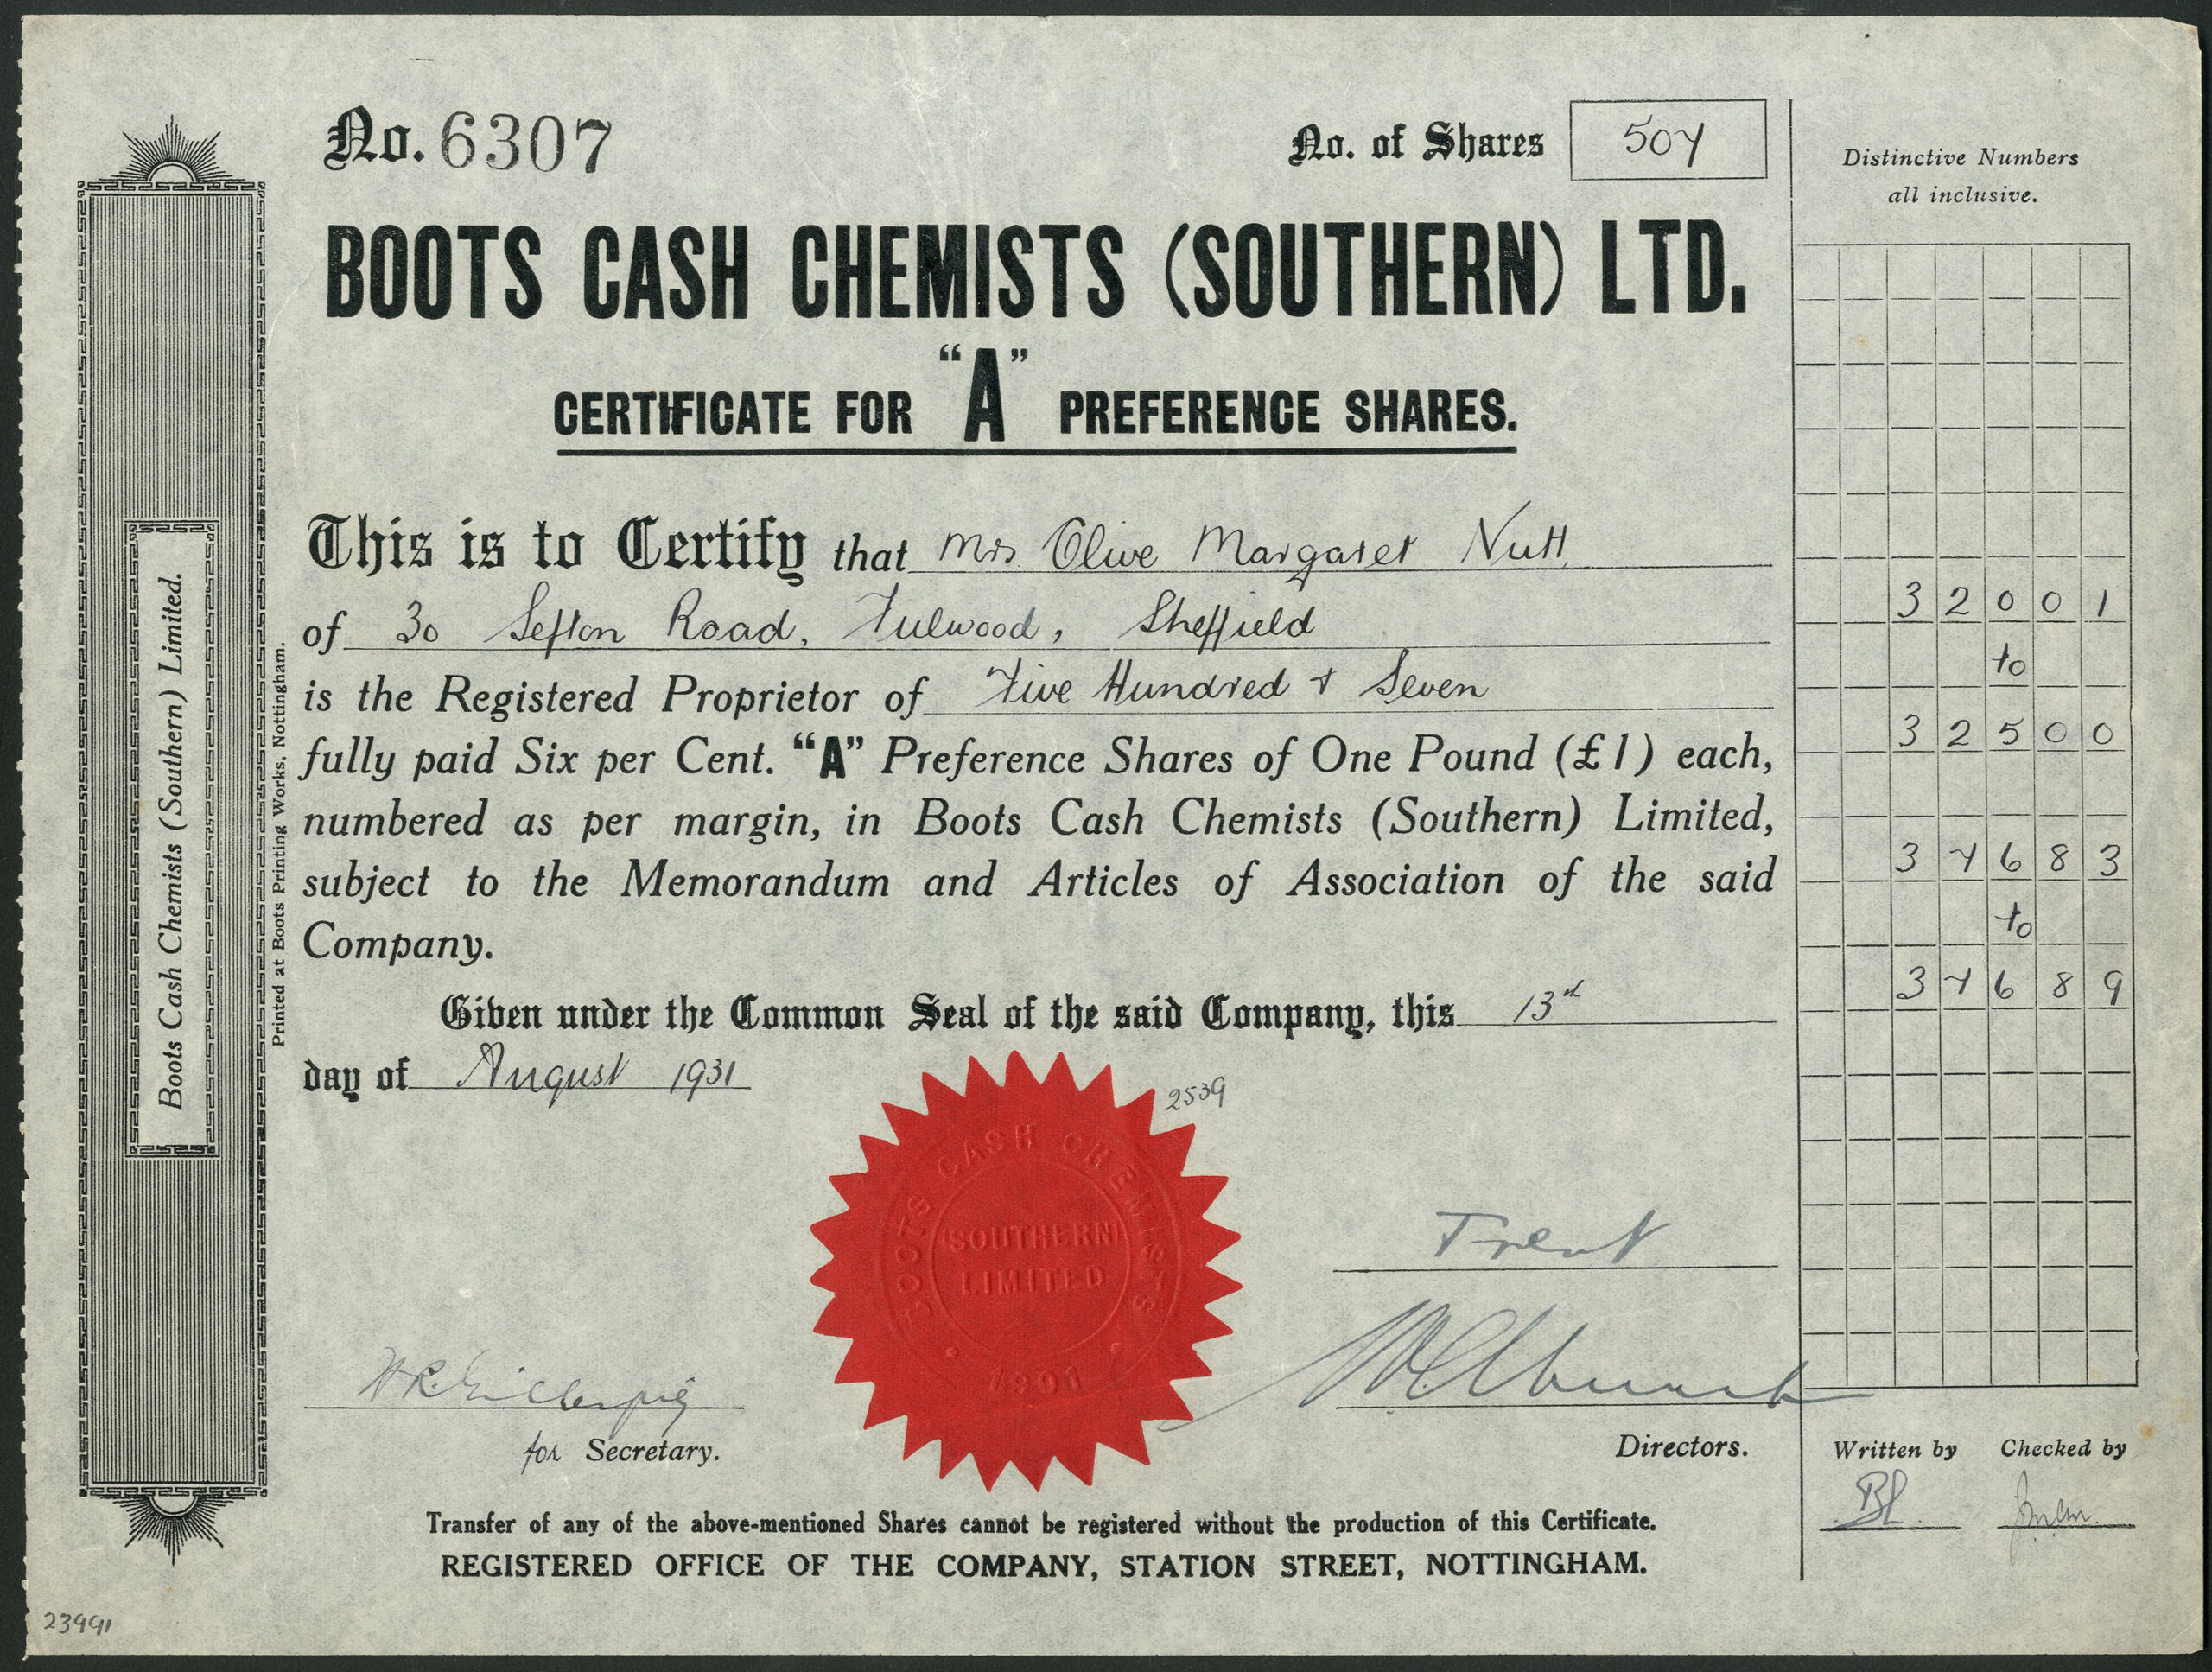 No. 6307
No. of Shares 507
Distinctive Numbers
all inclusive.
BOOTS CASH CHEMISTS (SOUTHERN) LTD.
CERTIFICATE FOR "A" PREFERENCE SHARES.
This is to Certify that Mrs Olive Margaret Nutt
of 30 Sefton Road, Fulwood, Sheffield
is the Registered Proprietor of Five Hundred & Seven
fully paid Six per Cent. "A" Preference Shares of One Pound (£1) each,
numbered as per margin, in Boots Cash Chemists (Southern) Limited,
subject to the Memorandum and Articles of Association of the said
Company.
Given under the Common Seal of the said Company, this 13th
day of August 1931
32001
to
32500
37683
to
37689
2539
BOOTS CASH CHEMISTS
SOUTHERN
LIMITED
1901
Trent
for Secretary.
Directors.
Written by
Checked by
Transfer of any of the above-mentioned Shares cannot be registered without the production of this Certificate.
REGISTERED OFFICE OF THE COMPANY, STATION STREET, NOTTINGHAM.
Boots Cash Chemists (Southern) Limited.
Printed at Boots Printing Works, Nottingham.
23991